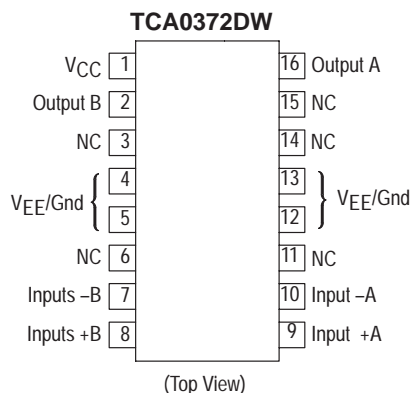 TCA0372DW
VCC 1 16 Output A
Output B 2 15 NC
NC 3 14 NC
4 13
VEE/Gnd { } VEE/Gnd
5 12
NC 6 11 NC
Inputs –B 7 10 Input –A
Inputs +B 8 9 Input +A
(Top View)